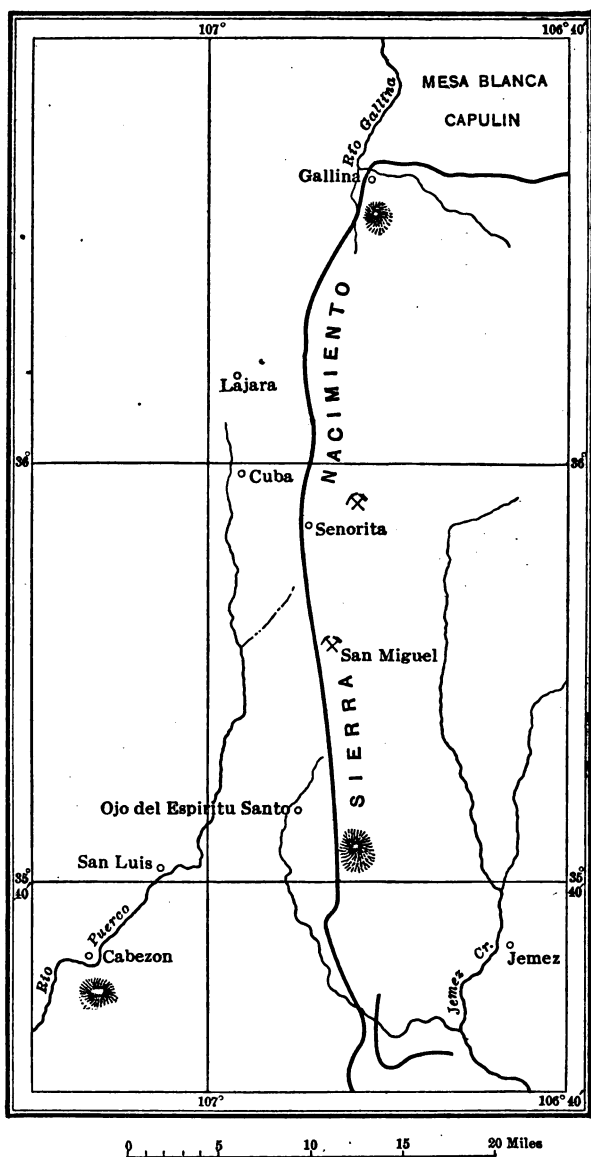 107° 106° 40'
MESA BLANCA
CAPULIN
Río Gallina
Gallina
NACIMIENTO
Lajara
36° 36°
Cuba
Senorita
San Miguel
SIERRA
Ojo del Espiritu Santo
San Luis
35° 40' 35° 40'
Río Puerco
Cabezon
Jemez Cr.
Jemez
107° 106° 40'
0 5 10 15 20 Miles